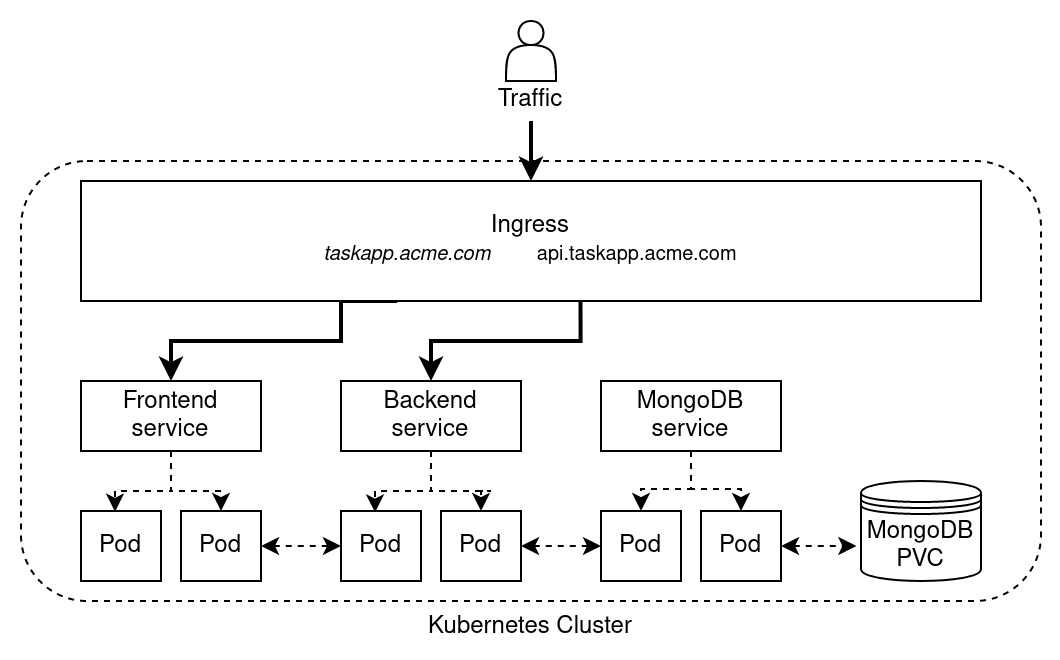 Traffic
Ingress
taskapp.acme.com api.taskapp.acme.com
Frontend
service
Backend
service
MongoDB
service
Pod
Pod
Pod
Pod
Pod
Pod
MongoDB
PVC
Kubernetes Cluster